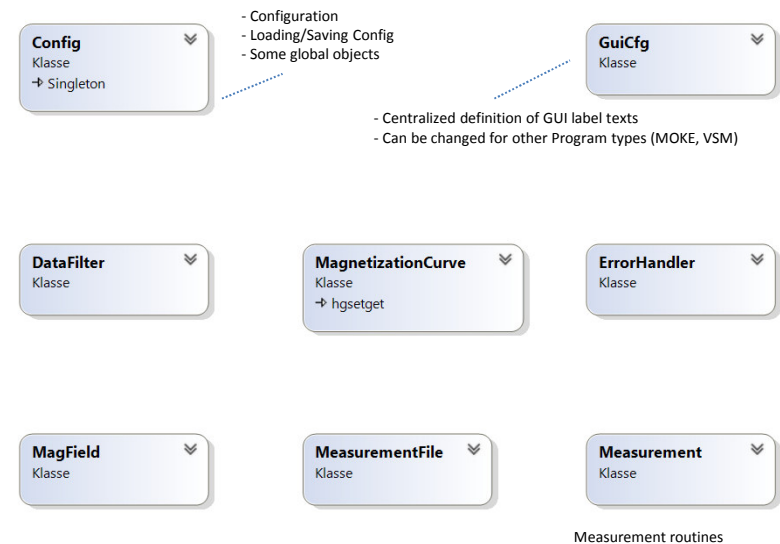 - Configuration
- Loading/Saving Config
- Some global objects
Config
Klasse
Singleton
GuiCfg
Klasse
- Centralized definition of GUI label texts
- Can be changed for other Program types (MOKE, VSM)
DataFilter
Klasse
MagnetizationCurve
Klasse
hgsetget
ErrorHandler
Klasse
MagField
Klasse
MeasurementFile
Klasse
Measurement
Klasse
Measurement routines